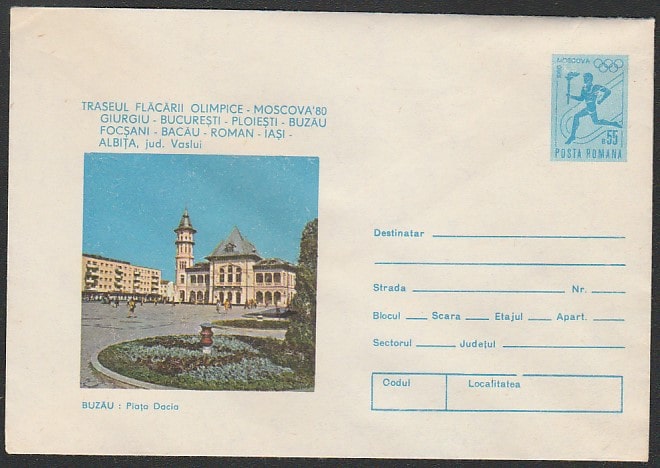 TRASEUL FLĂCĂRII OLIMPICE - MOSCOVA'80
GIURGIU - BUCUREȘTI - PLOIEȘTI - BUZĂU
FOCȘANI - BACĂU - ROMAN - IAȘI -
ALBIȚA, jud. Vaslui
MOSCOVA
1980
55
B
POSTA ROMANA
Destinatar
Strada Nr.
Blocul Scara Etajul Apart.
Sectorul Județul
Codul Localitatea
BUZĂU : Piața Dacia